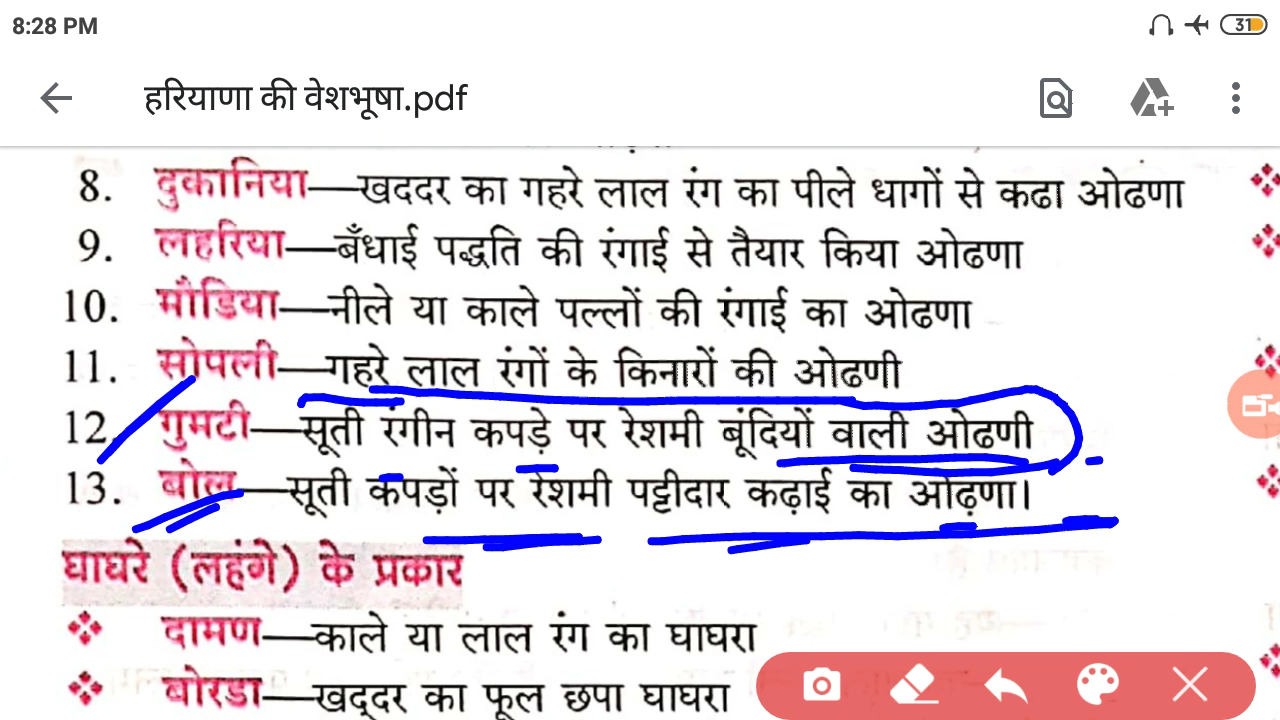 8:28 PM
31
हरियाणा की वेशभूषा.pdf
8. दुकानिया—खददर का गहरे लाल रंग का पीले धागों से कढा ओढणा
9. लहरिया—बँधाई पद्धति की रंगाई से तैयार किया ओढणा
10. मौडिया—नीले या काले पल्लों की रंगाई का ओढणा
11. सोपली—गहरे लाल रंगों के किनारों की ओढणी
12. गुमटी—सूती रंगीन कपड़े पर रेशमी बूंदियों वाली ओढणी
13. बोल—सूती कपड़ों पर रेशमी पट्टीदार कढ़ाई का ओढ़णा।
घाघरे (लहंगे) के प्रकार
दामण—काले या लाल रंग का घाघरा
बोरडा—खद्दर का फूल छपा घाघरा